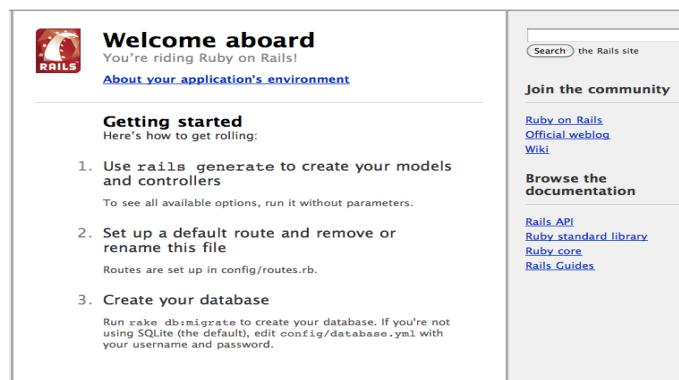 RAILS
Welcome aboard
You're riding Ruby on Rails!
About your application's environment
Getting started
Here's how to get rolling:
1. Use rails generate to create your models
and controllers
To see all available options, run it without parameters.
2. Set up a default route and remove or
rename this file
Routes are set up in config/routes.rb.
3. Create your database
Run rake db:migrate to create your database. If you're not
using SQLite (the default), edit config/database.yml with
your username and password.
Search the Rails site
Join the community
Ruby on Rails
Official weblog
Wiki
Browse the
documentation
Rails API
Ruby standard library
Ruby core
Rails Guides